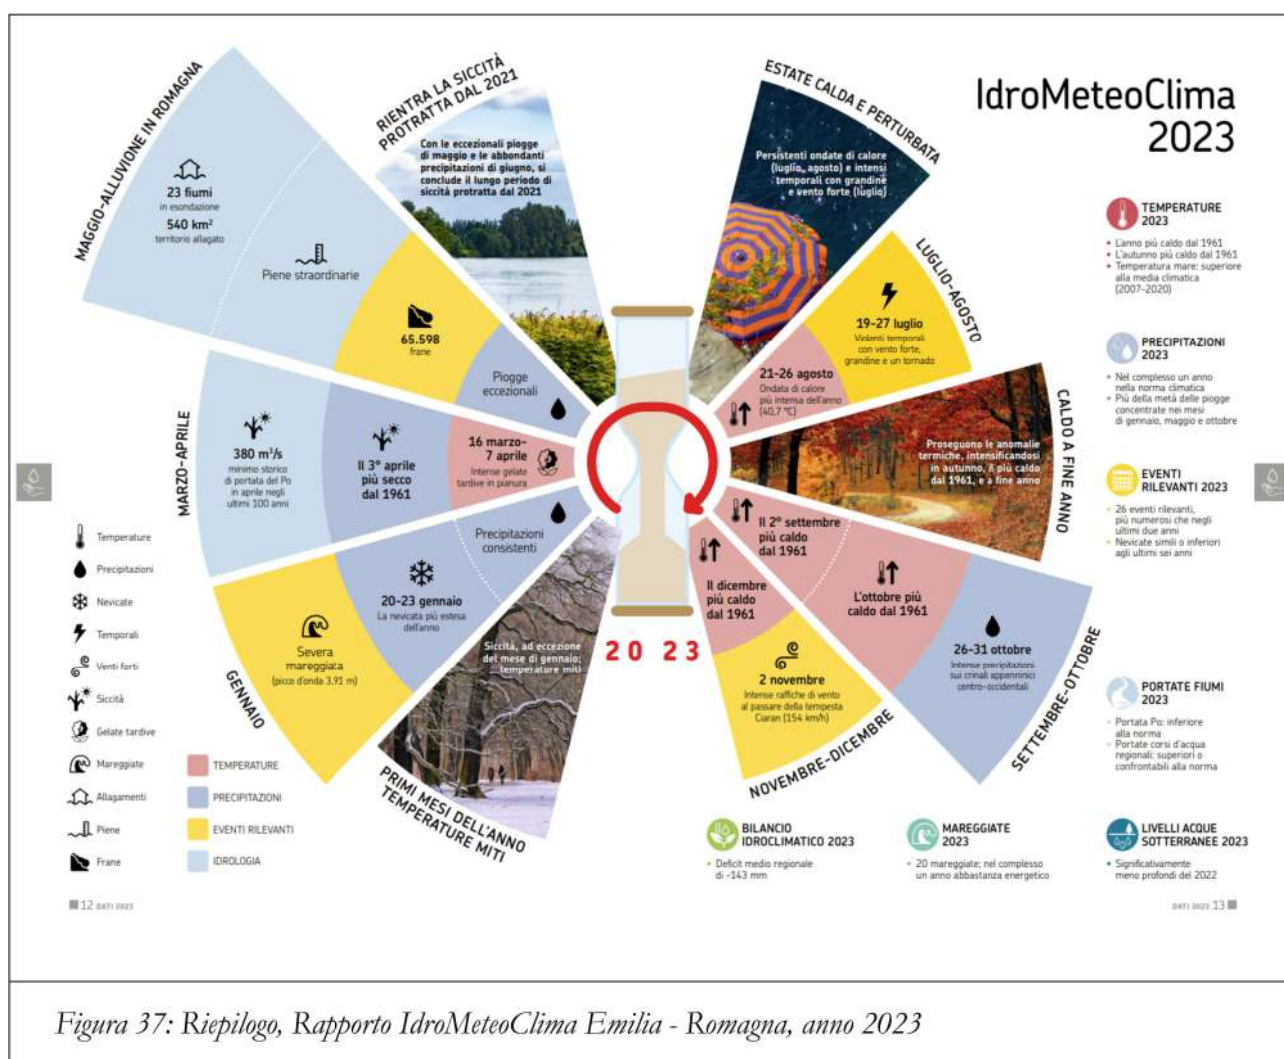 IdroMeteoClima
2023
MAGGIO-ALLUVIONE IN ROMAGNA
23 fiumi
in esondazione
540 km²
territorio allagato
Piene straordinarie
65.598
frane
Piogge
eccezionali
RIENTRA LA SICCITÀ
PROTRATTA DAL 2021
Con le eccezionali piogge
di maggio e le abbondanti
precipitazioni di giugno, si
conclude il lungo periodo di
siccità protratta dal 2021
ESTATE CALDA E PERTURBATA
Persistenti ondate di calore
(luglio, agosto) e intensi
temporali con grandine
e vento forte (luglio)
LUGLIO-AGOSTO
19-27 luglio
Violenti temporali
con vento forte,
grandine e un tornado
21-26 agosto
Ondata di calore
più intensa dell'anno
(40,7 °C)
CALDO A FINE ANNO
Proseguono le anomalie
termiche, intensificandosi
in autunno, il più caldo
dal 1961, e a fine anno
MARZO-APRILE
380 m³/s
minimo storico
di portata del Po
in aprile negli
ultimi 100 anni
Il 3° aprile
più secco
dal 1961
16 marzo-
7 aprile
Intense gelate
tardive in pianura
GENNAIO
Severa
mareggiata
(picco d'onda 3,91 m)
20-23 gennaio
La nevicata più estesa
dell'anno
Precipitazioni
consistenti
PRIMI MESI DELL'ANNO
TEMPERATURE MITI
Siccità, ad eccezione
del mese di gennaio;
temperature miti
20 23
NOVEMBRE-DICEMBRE
Il dicembre
più caldo
dal 1961
2 novembre
Intense raffiche di vento
al passare della tempesta
Ciaran (154 km/h)
SETTEMBRE-OTTOBRE
Il 2° settembre
più caldo
dal 1961
L'ottobre più
caldo dal 1961
26-31 ottobre
Intense precipitazioni
sui crinali appenninici
centro-occidentali
TEMPERATURE
2023
• L'anno più caldo dal 1961
• L'autunno più caldo dal 1961
• Temperatura mare: superiore
alla media climatica
(2007-2020)
PRECIPITAZIONI
2023
• Nel complesso un anno
nella norma climatica
• Più della metà delle piogge
concentrate nei mesi
di gennaio, maggio e ottobre
EVENTI
RILEVANTI 2023
• 26 eventi rilevanti,
più numerosi che negli
ultimi due anni
• Nevicate simili o inferiori
agli ultimi sei anni
PORTATE FIUMI
2023
• Portata Po: inferiore
alla norma
• Portate corsi d'acqua
regionali: superiori o
confrontabili alla norma
Temperature
Precipitazioni
Nevicate
Temporali
Venti forti
Siccità
Gelate tardive
Mareggiate
Allagamenti
Piene
Frane
TEMPERATURE
PRECIPITAZIONI
EVENTI RILEVANTI
IDROLOGIA
BILANCIO
IDROCLIMATICO 2023
• Deficit medio regionale
di -143 mm
MAREGGIATE
2023
• 20 mareggiate; nel complesso
un anno abbastanza energetico
LIVELLI ACQUE
SOTTERRANEE 2023
• Significativamente
meno profondi del 2022
12 DATI 2023
DATI 2023 13
Figura 37: Riepilogo, Rapporto IdroMeteoClima Emilia - Romagna, anno 2023